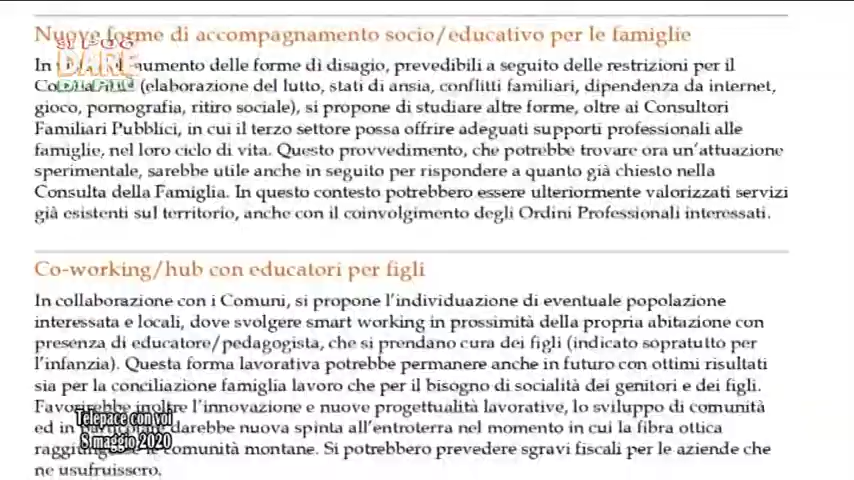 Nuove forme di accompagnamento socio/educativo per le famiglie
SI PUÒ
DARE
DI PIÙ
In aumento delle forme di disagio, prevedibili a seguito delle restrizioni per il
(elaborazione del lutto, stati di ansia, conflitti familiari, dipendenza da internet,
gioco, pornografia, ritiro sociale), si propone di studiare altre forme, oltre ai Consultori
Familiari Pubblici, in cui il terzo settore possa offrire adeguati supporti professionali alle
famiglie, nel loro ciclo di vita. Questo provvedimento, che potrebbe trovare ora un'attuazione
sperimentale, sarebbe utile anche in seguito per rispondere a quanto già chiesto nella
Consulta della Famiglia. In questo contesto potrebbero essere ulteriormente valorizzati servizi
già esistenti sul territorio, anche con il coinvolgimento degli Ordini Professionali interessati.
Co-working/hub con educatori per figli
In collaborazione con i Comuni, si propone l'individuazione di eventuale popolazione
interessata e locali, dove svolgere smart working in prossimità della propria abitazione con
presenza di educatore/pedagogista, che si prendano cura dei figli (indicato sopratutto per
l'infanzia). Questa forma lavorativa potrebbe permanere anche in futuro con ottimi risultati
sia per la conciliazione famiglia lavoro che per il bisogno di socialità dei genitori e dei figli.
Favorirebbe inoltre l'innovazione e nuove progettualità lavorative, lo sviluppo di comunità
ed in particolare darebbe nuova spinta all'entroterra nel momento in cui la fibra ottica
comunità montane. Si potrebbero prevedere sgravi fiscali per le aziende che
ne usufruissero.
Telepace con voi
8 maggio 2020